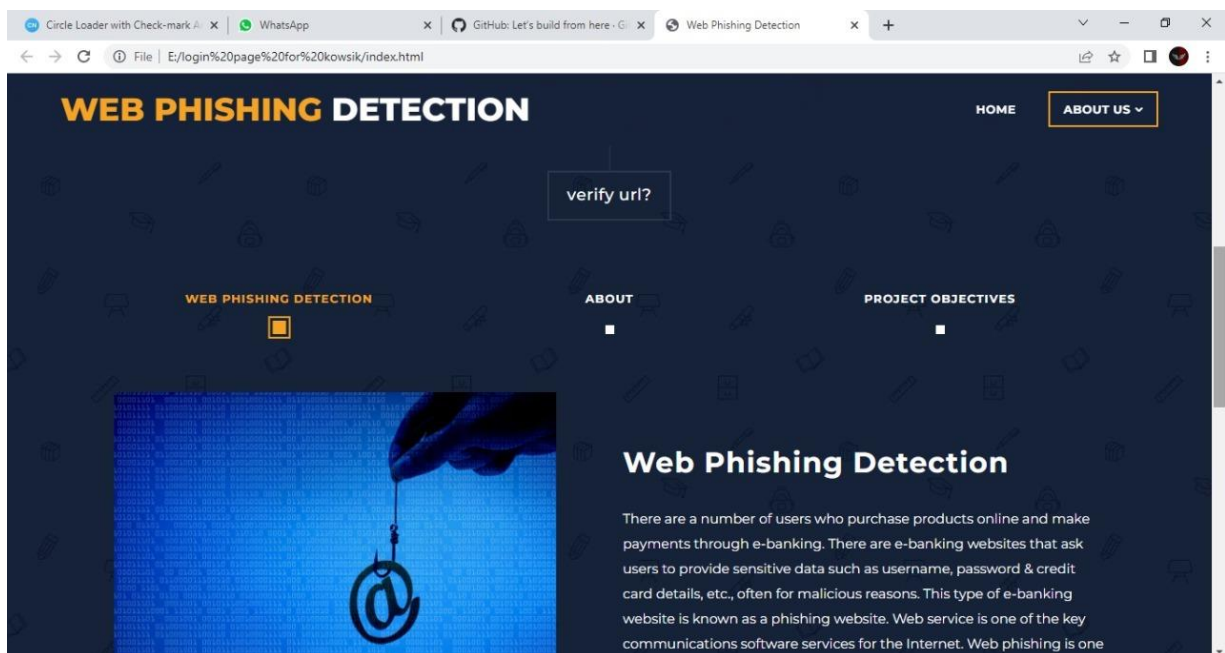 Circle Loader with Check-mark A
WhatsApp
GitHub: Let's build from here · G
Web Phishing Detection
File | E:/login%20page%20for%20kowsik/index.html
WEB PHISHING DETECTION
HOME
ABOUT US
verify url?
WEB PHISHING DETECTION
ABOUT
PROJECT OBJECTIVES
Web Phishing Detection
There are a number of users who purchase products online and make
payments through e-banking. There are e-banking websites that ask
users to provide sensitive data such as username, password & credit
card details, etc., often for malicious reasons. This type of e-banking
website is known as a phishing website. Web service is one of the key
communications software services for the Internet. Web phishing is one